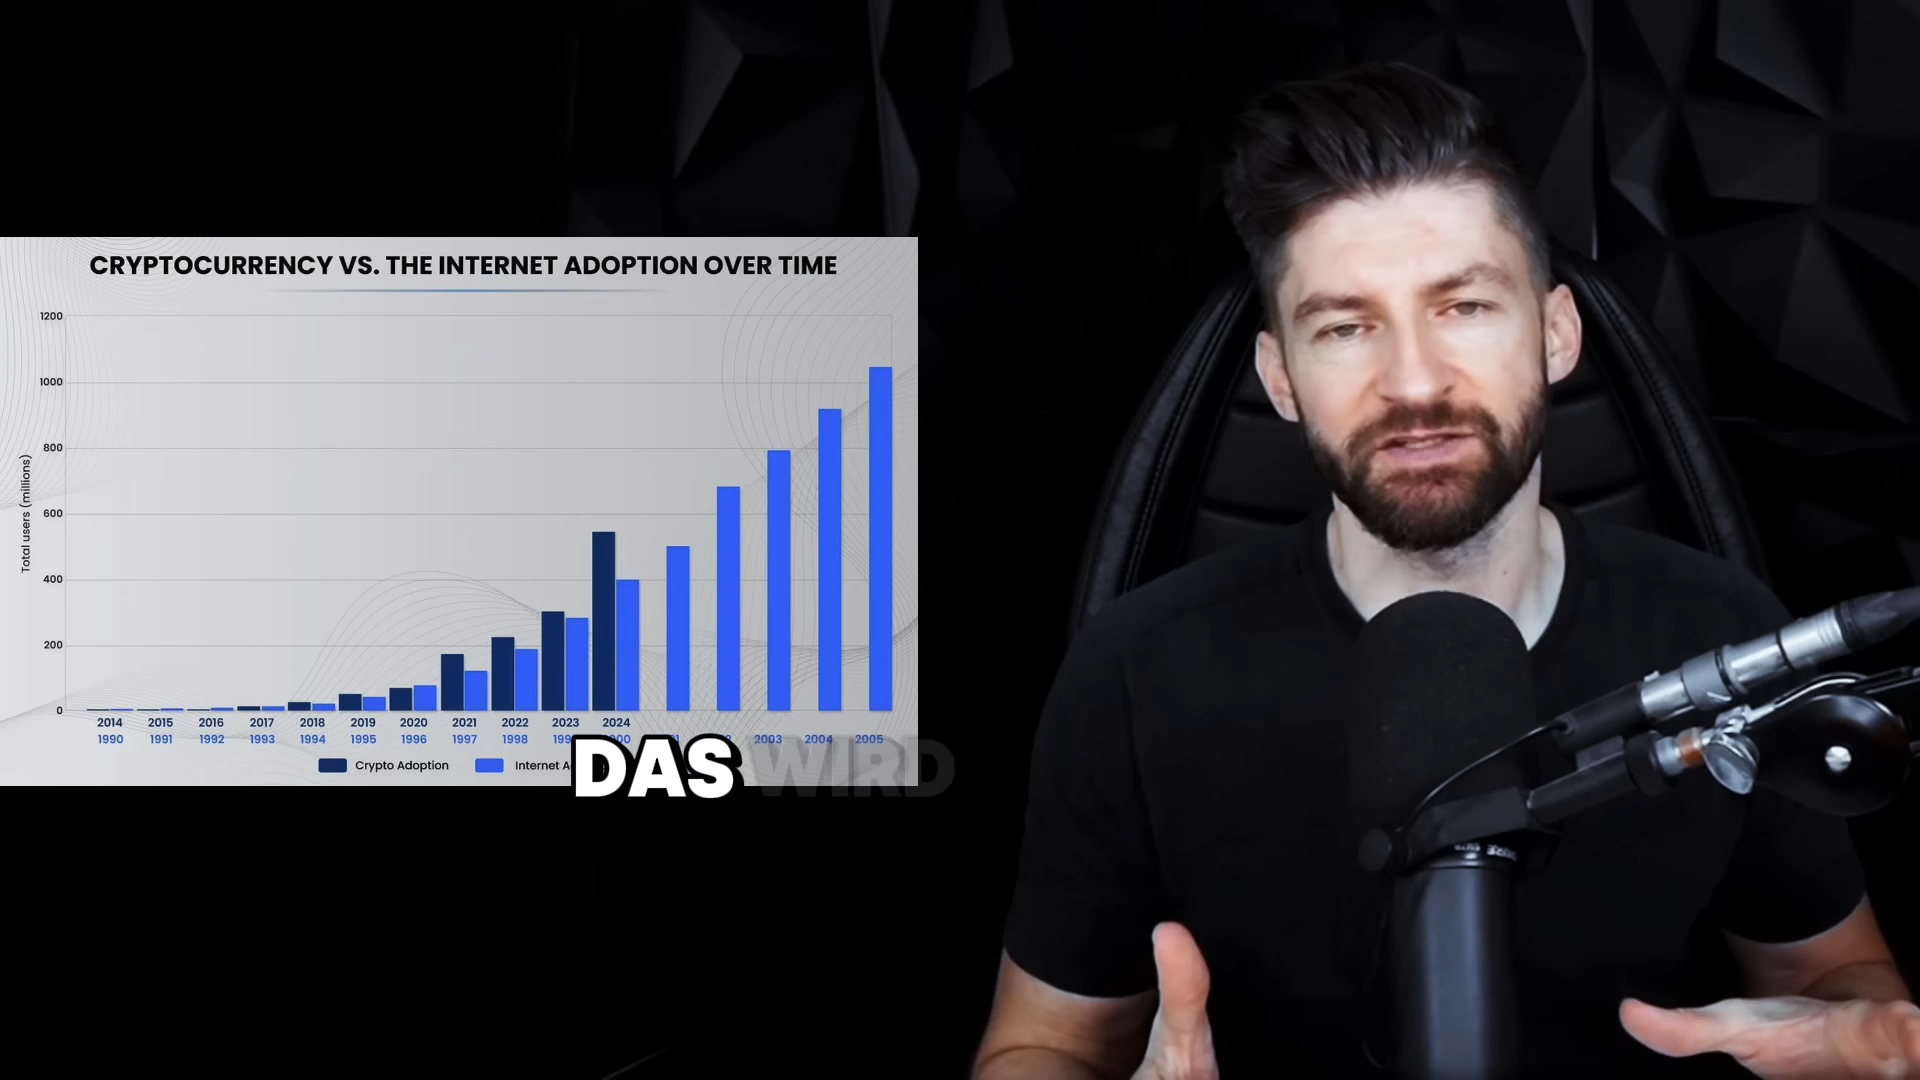 CRYPTOCURRENCY VS. THE INTERNET ADOPTION OVER TIME
Total users (millions)
1200
1000
800
600
400
200
0
2014 2015 2016 2017 2018 2019 2020 2021 2022 2023 2024
1990 1991 1992 1993 1994 1995 1996 1997 1998 2003 2004 2005
Crypto Adoption Internet
DAS WIRD